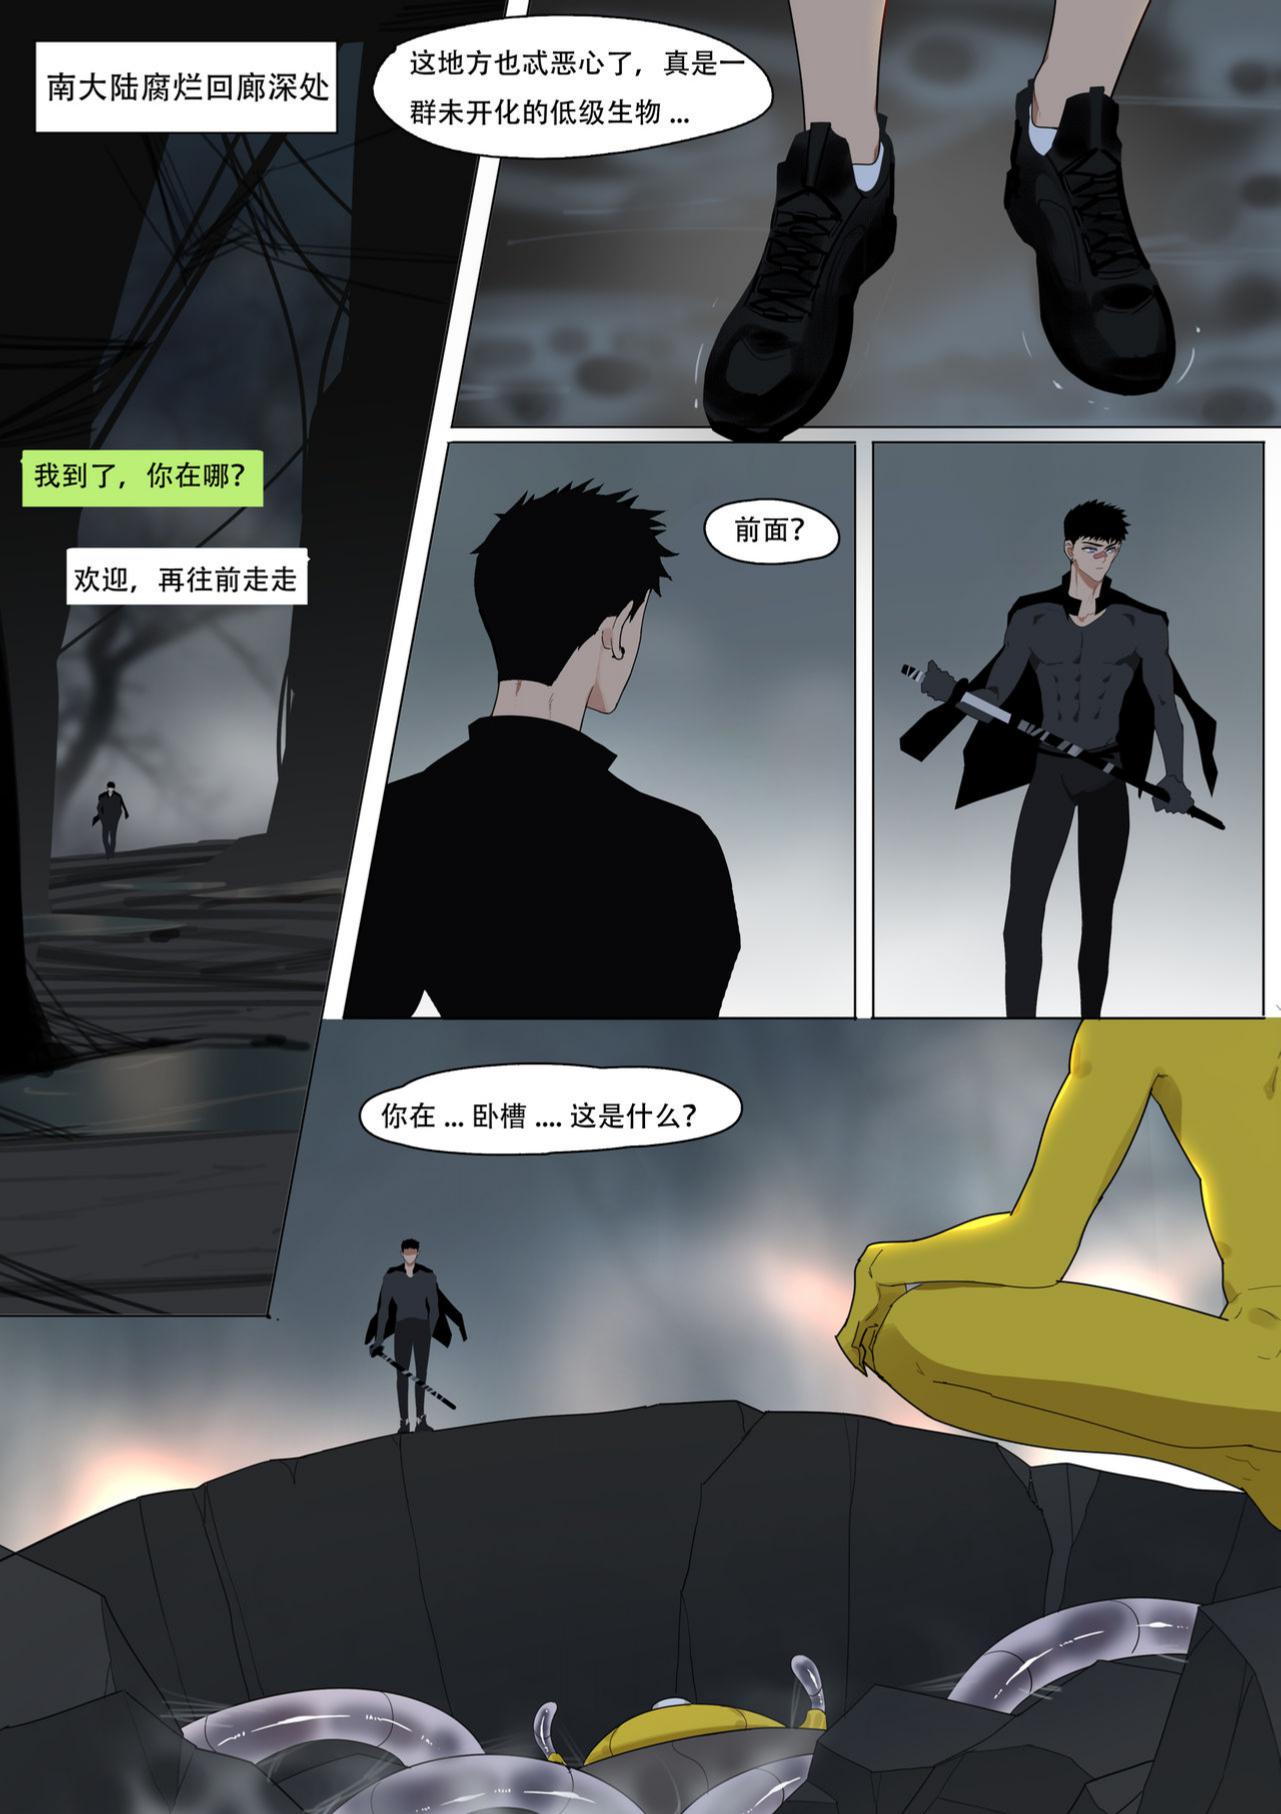 南大陆腐烂回廊深处
这地方也忒恶心了，真是一
群未开化的低级生物 ...
我到了，你在哪？
欢迎，再往前走走
前面？
你在 ... 卧槽 .... 这是什么？